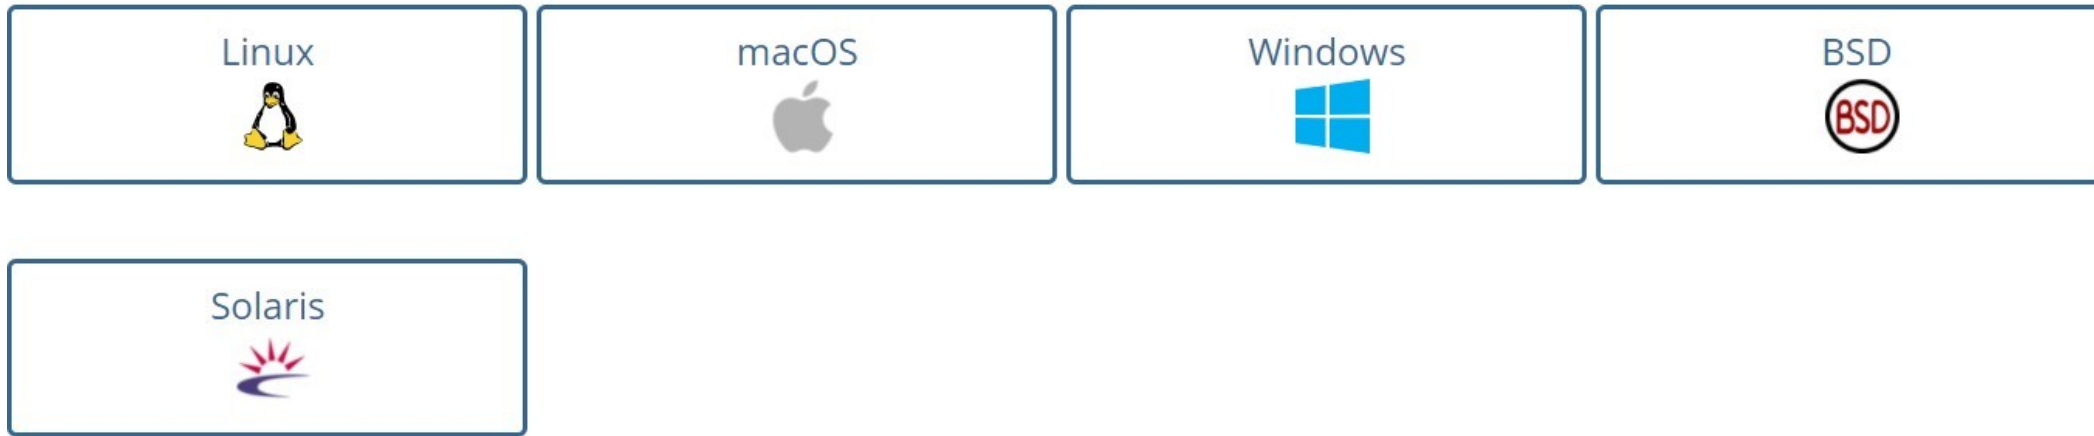 Linux
macOS
Windows
BSD
BSD
Solaris